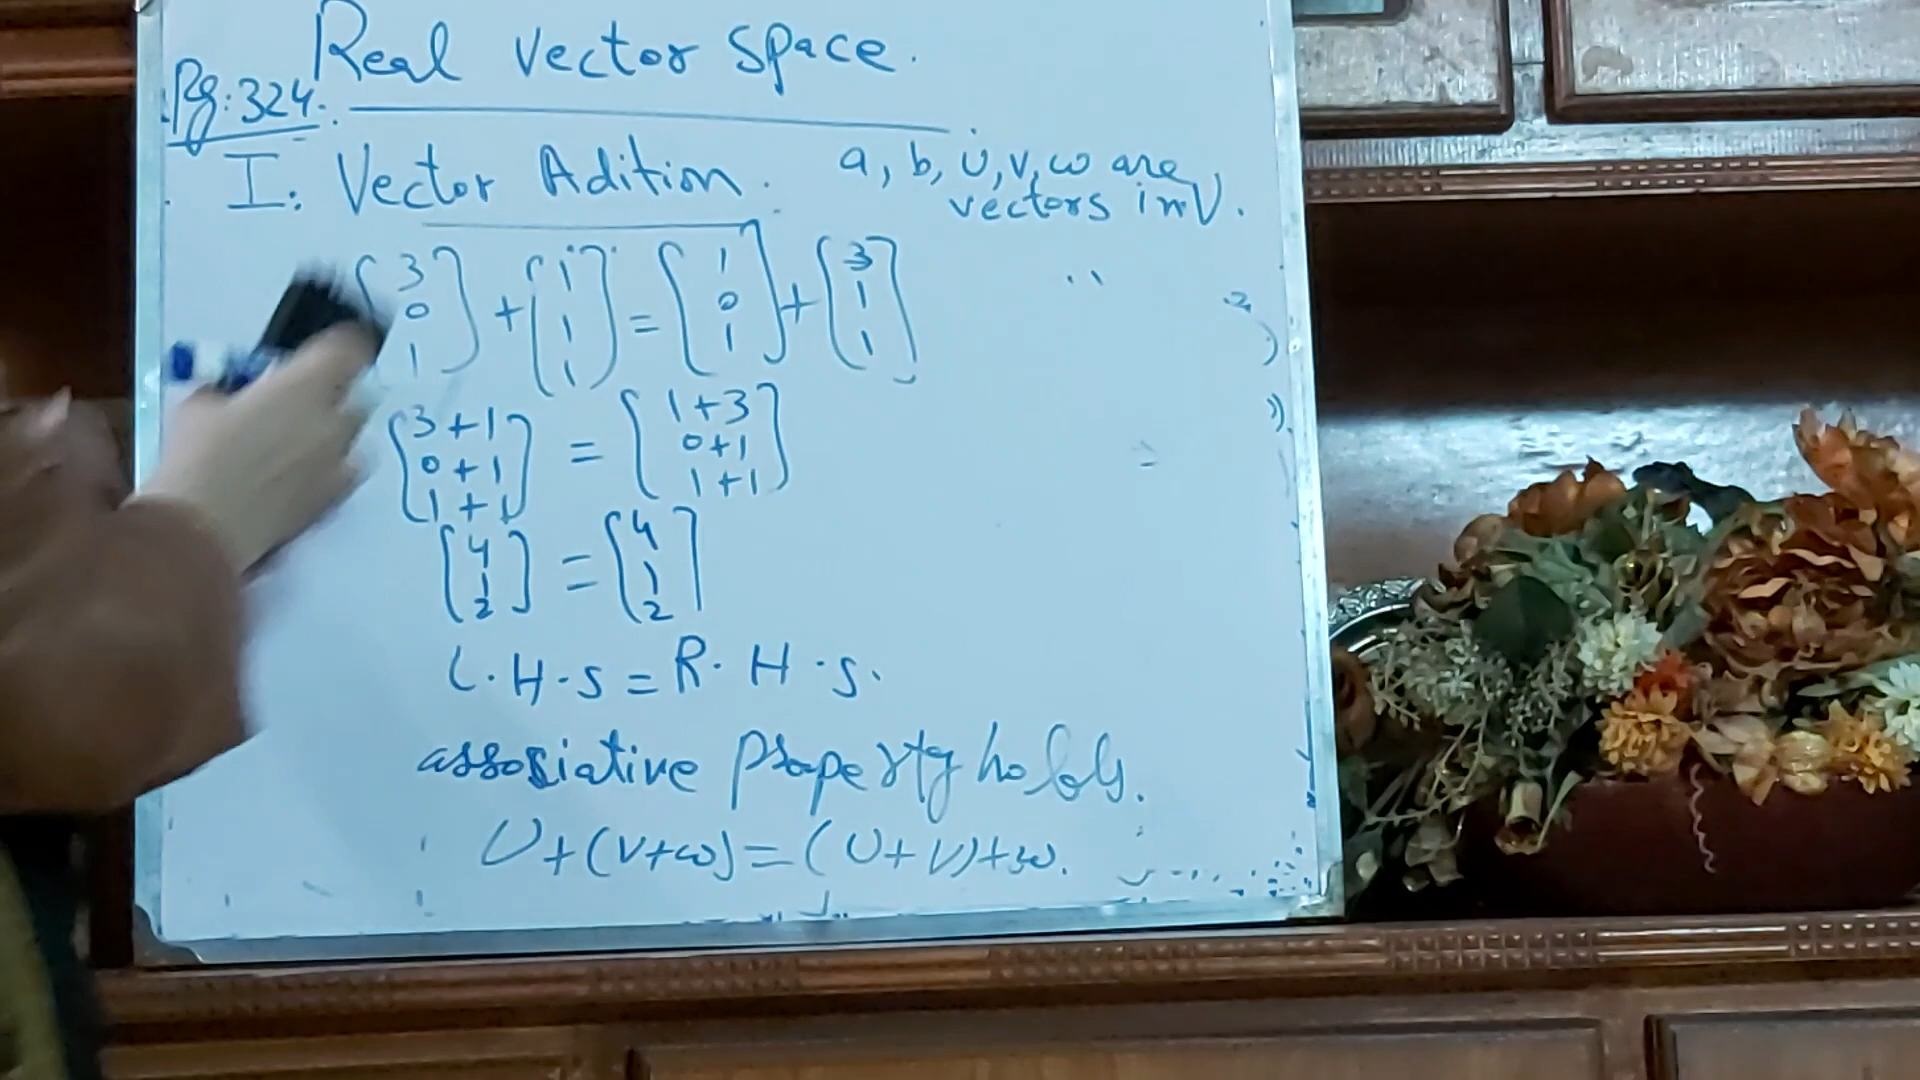 Real Vector Space.
Pg: 324.
I: Vector Adition. a, b, u, v, w are
vectors in V.
[3 0 1] + [1 1 1] = [1 0 1] + [3 1 1]
[3+1 0+1 1+1] = [1+3 0+1 1+1]
[4 1 2] = [4 1 2]
L.H.S = R.H.S.
associative property holds.
U+(V+w)=(U+V)+w.